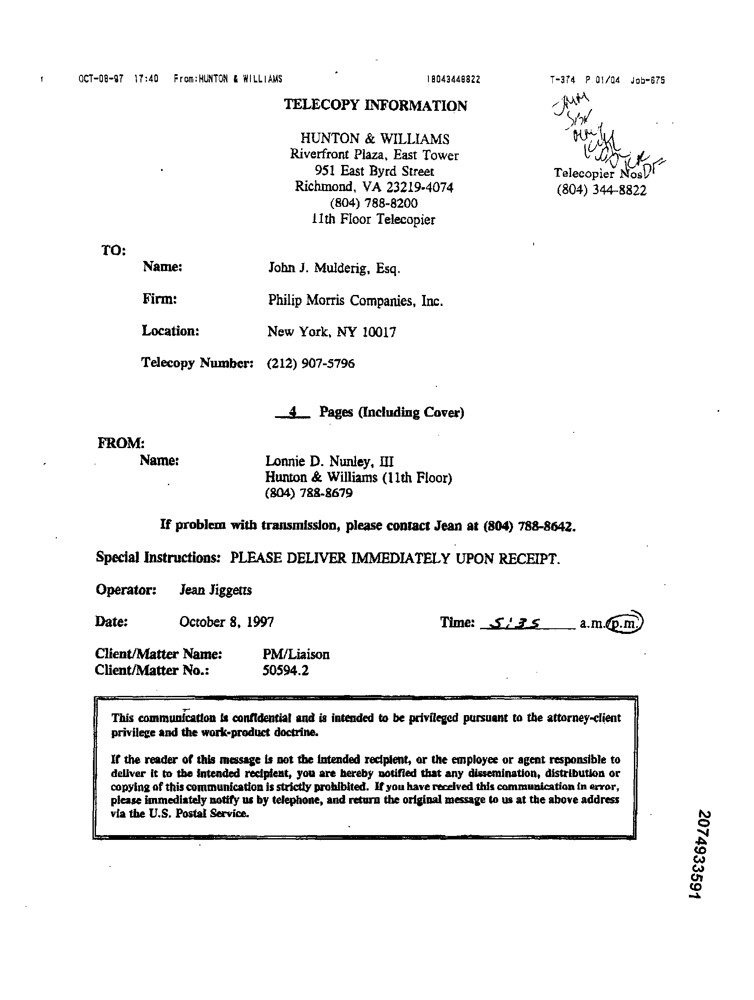 OCT-08-97 17:40 From:HUNTON & WILLIAMS 18043448822 T-374 P 01/04 Job-675
TELECOPY INFORMATION
HUNTON & WILLIAMS
Riverfront Plaza, East Tower
951 East Byrd Street
Richmond, VA 23219-4074
(804) 788-8200
11th Floor Telecopier
Telecopier Nos
(804) 344-8822
TO:
Name: John J. Mulderig, Esq.
Firm: Philip Morris Companies, Inc.
Location: New York, NY 10017
Telecopy Number: (212) 907-5796
4 Pages (Including Cover)
FROM:
Name: Lonnie D. Nunley, III
Hunton & Williams (11th Floor)
(804) 788-8679
If problem with transmission, please contact Jean at (804) 788-8642.
Special Instructions: PLEASE DELIVER IMMEDIATELY UPON RECEIPT.
Operator: Jean Jiggetts
Date: October 8, 1997 Time: 5:35 a.m./p.m.
Client/Matter Name: PM/Liaison
Client/Matter No.: 50594.2
This communication is confidential and is intended to be privileged pursuant to the attorney-client
privilege and the work-product doctrine.
If the reader of this message is not the intended recipient, or the employee or agent responsible to
deliver it to the intended recipient, you are hereby notified that any dissemination, distribution or
copying of this communication is strictly prohibited. If you have received this communication in error,
please immediately notify us by telephone, and return the original message to us at the above address
via the U.S. Postal Service.
2074933591